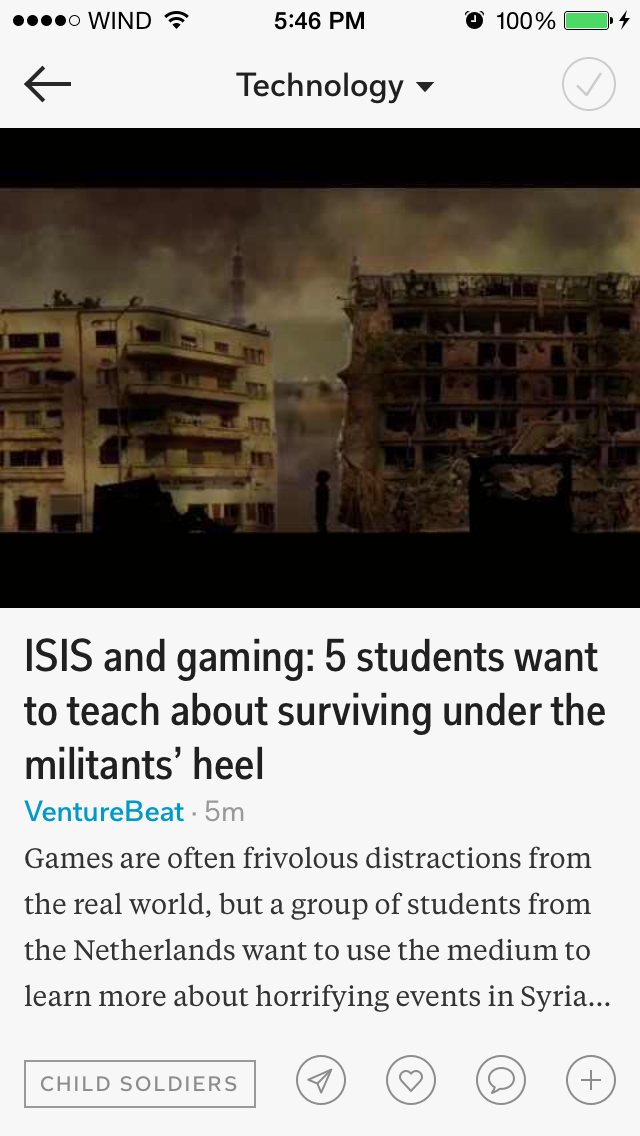 WIND 5:46 PM 100%
Technology
ISIS and gaming: 5 students want
to teach about surviving under the
militants’ heel
VentureBeat · 5m
Games are often frivolous distractions from
the real world, but a group of students from
the Netherlands want to use the medium to
learn more about horrifying events in Syria...
CHILD SOLDIERS